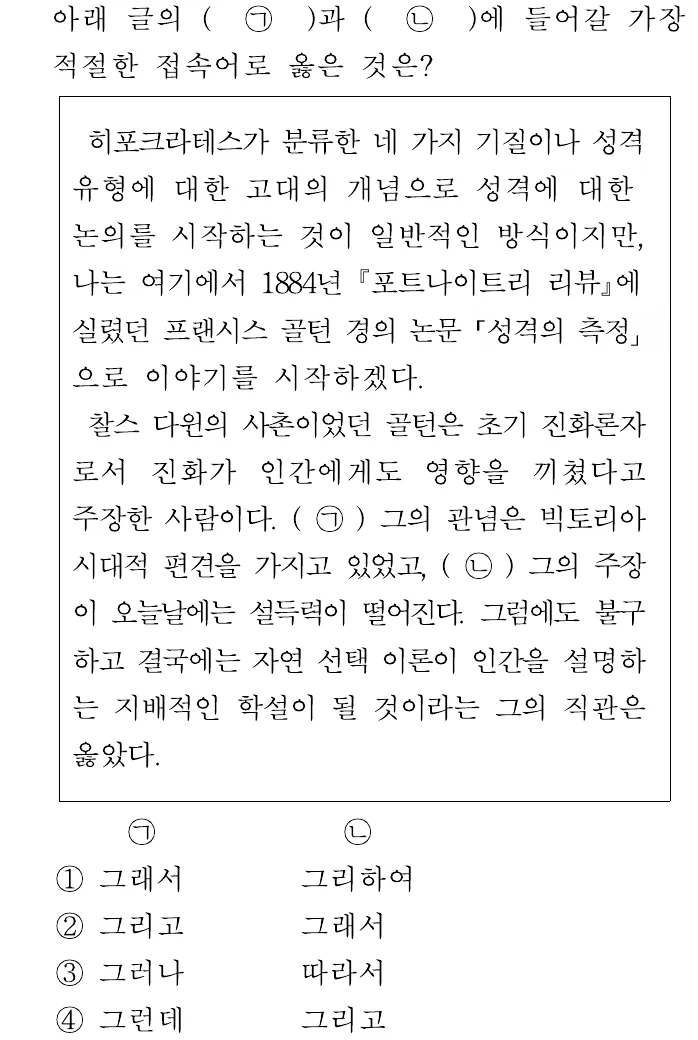 아래 글의 ( ㉠ )과 ( ㉡ )에 들어갈 가장
적절한 접속어로 옳은 것은?
히포크라테스가 분류한 네 가지 기질이나 성격
유형에 대한 고대의 개념으로 성격에 대한
논의를 시작하는 것이 일반적인 방식이지만,
나는 여기에서 1884년 『포트나이트리 리뷰』에
실렸던 프랜시스 골턴 경의 논문 「성격의 측정」
으로 이야기를 시작하겠다.
찰스 다윈의 사촌이었던 골턴은 초기 진화론자
로서 진화가 인간에게도 영향을 끼쳤다고
주장한 사람이다. ( ㉠ ) 그의 관념은 빅토리아
시대적 편견을 가지고 있었고, ( ㉡ ) 그의 주장
이 오늘날에는 설득력이 떨어진다. 그럼에도 불구
하고 결국에는 자연 선택 이론이 인간을 설명하
는 지배적인 학설이 될 것이라는 그의 직관은
옳았다.
㉠ ㉡
① 그래서 그리하여
② 그리고 그래서
③ 그러나 따라서
④ 그런데 그리고